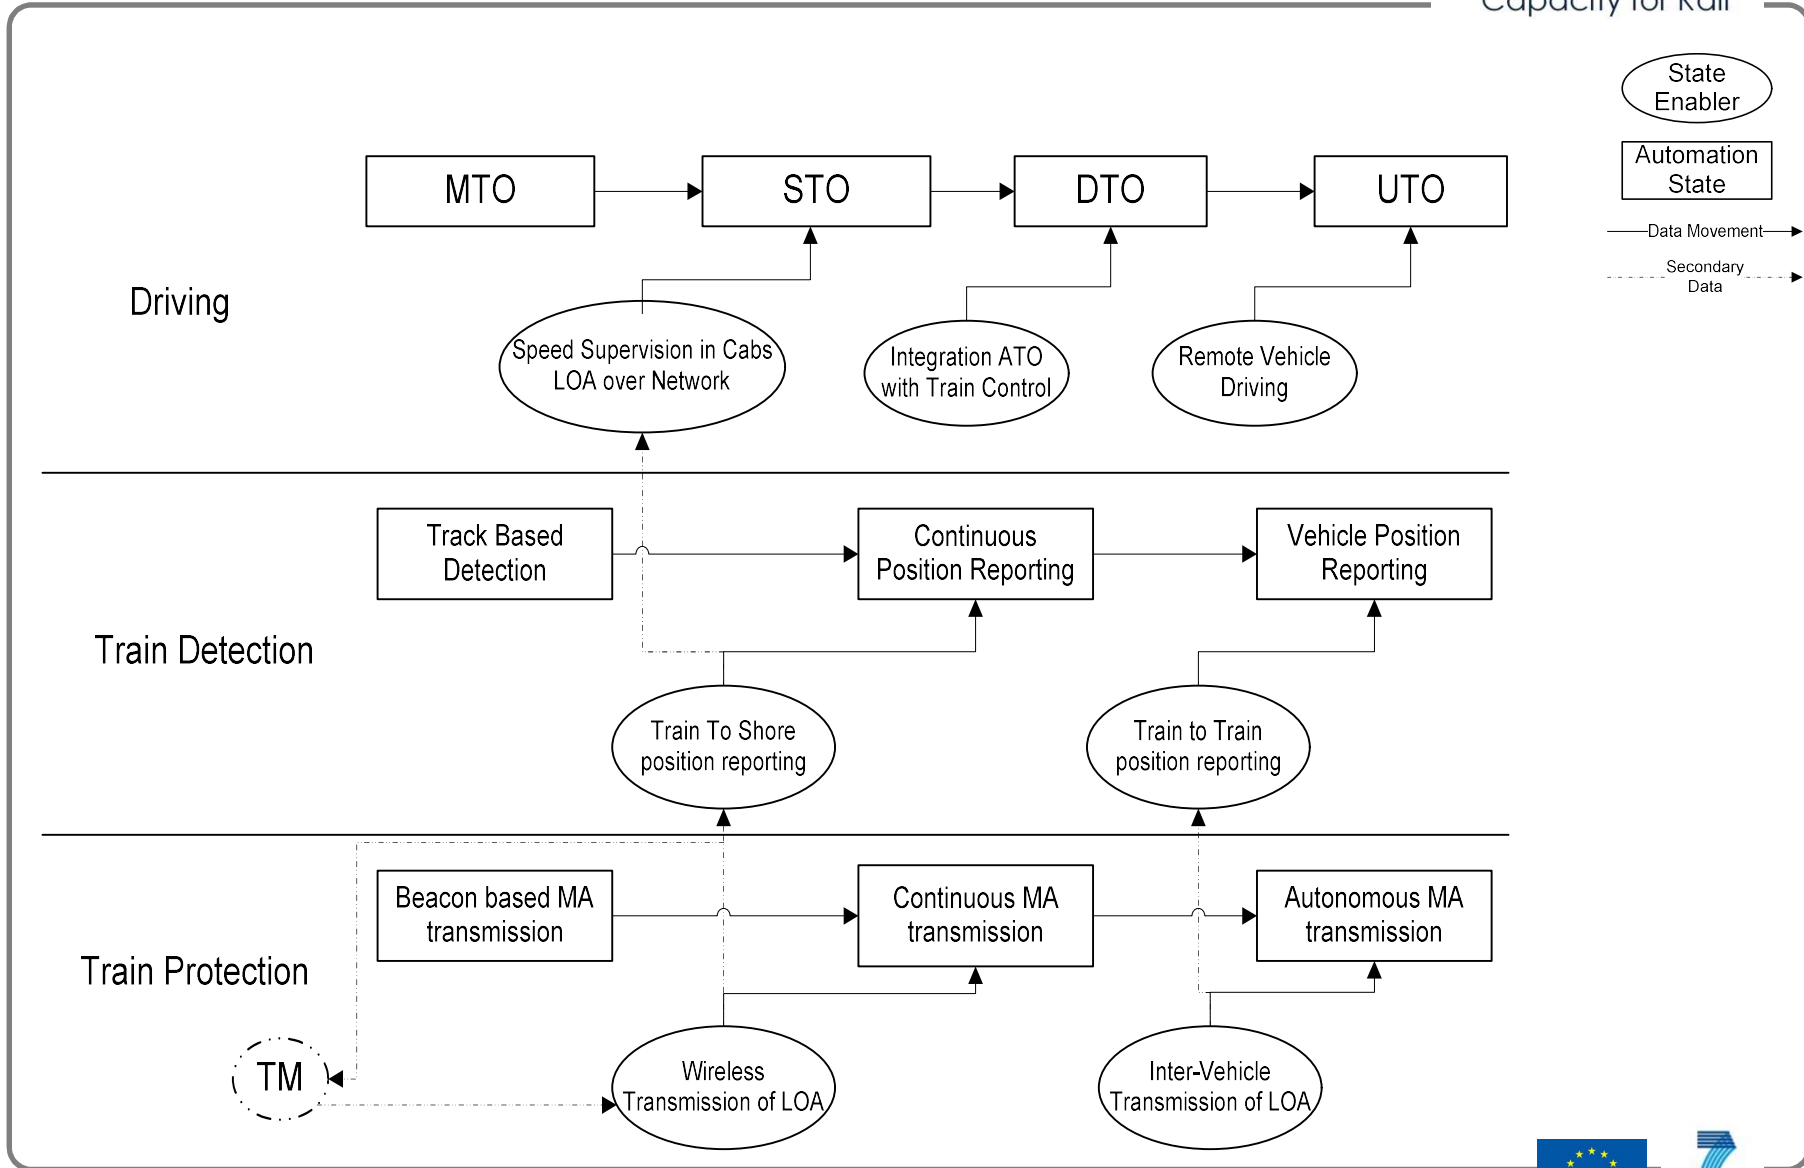 Capacity for Rail
State
Enabler
Automation
State
Data Movement
Secondary
Data
MTO
STO
DTO
UTO
Driving
Speed Supervision in Cabs
LOA over Network
Integration ATO
with Train Control
Remote Vehicle
Driving
Track Based
Detection
Continuous
Position Reporting
Vehicle Position
Reporting
Train Detection
Train To Shore
position reporting
Train to Train
position reporting
Beacon based MA
transmission
Continuous MA
transmission
Autonomous MA
transmission
Train Protection
TM
Wireless
Transmission of LOA
Inter-Vehicle
Transmission of LOA